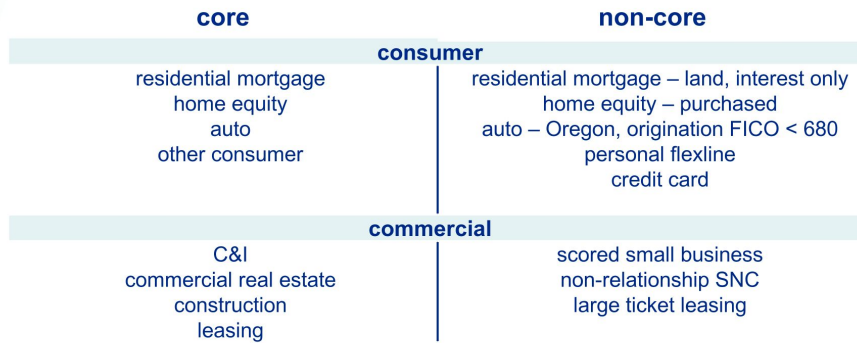 core non-core
consumer
residential mortgage residential mortgage – land, interest only
home equity home equity – purchased
auto auto – Oregon, origination FICO < 680
other consumer personal flexline
credit card
commercial
C&I scored small business
commercial real estate non-relationship SNC
construction large ticket leasing
leasing